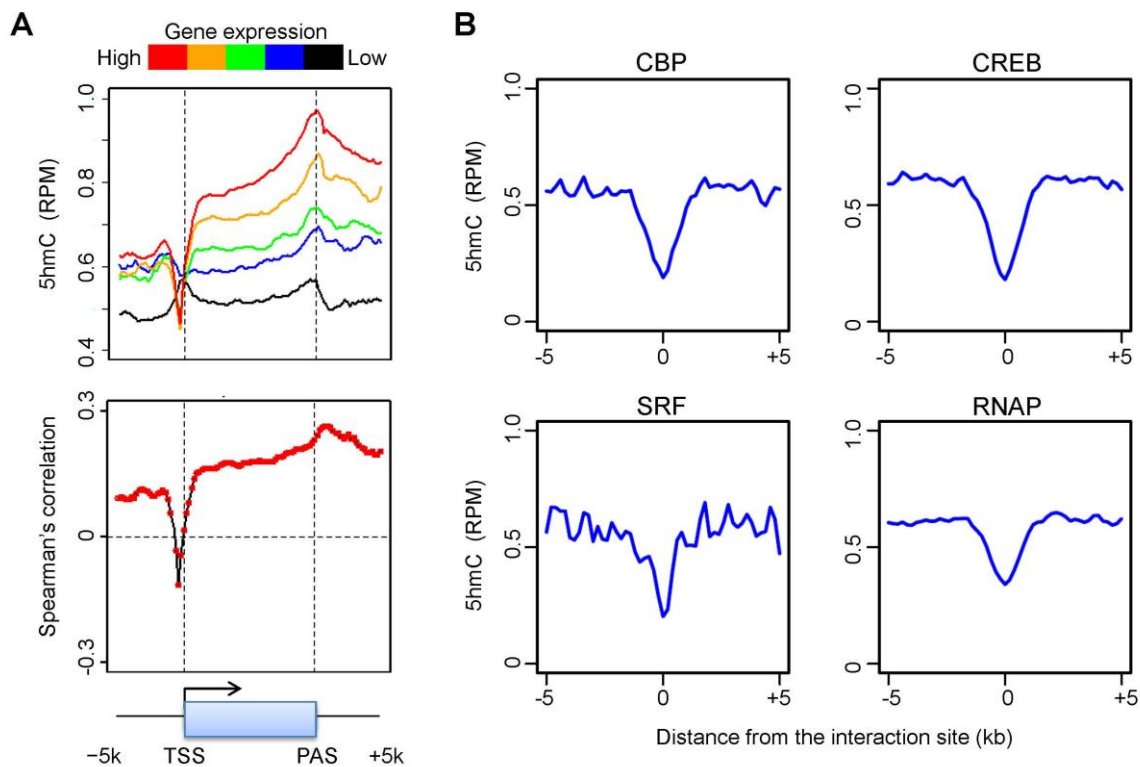 A
Gene expression
High Low
5hmC (RPM)
1.0
0.8
0.6
0.4
Spearman's correlation
0.3
0
-0.3
−5k TSS PAS +5k
B
CBP
5hmC (RPM)
1.0
0.5
0
-5 0 +5
CREB
1.0
0.5
0
-5 0 +5
SRF
5hmC (RPM)
1.0
0.5
0
-5 0 +5
RNAP
1.0
0.5
0
-5 0 +5
Distance from the interaction site (kb)